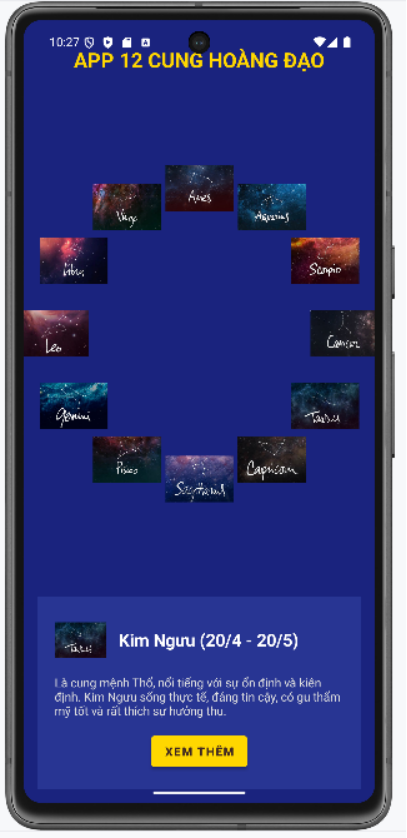 10:27
APP 12 CUNG HOÀNG ĐẠO
Aries
Virgo
Aquarius
Libra
Scorpio
Leo
Cancer
Gemini
Taurus
Pisces
Capricorn
Sagittarius
Taurus
Kim Ngưu (20/4 - 20/5)
Là cung mệnh Thổ, nổi tiếng với sự ổn định và kiên
định. Kim Ngưu sống thực tế, đáng tin cậy, có gu thẩm
mỹ tốt và rất thích sự hưởng thụ.
XEM THÊM